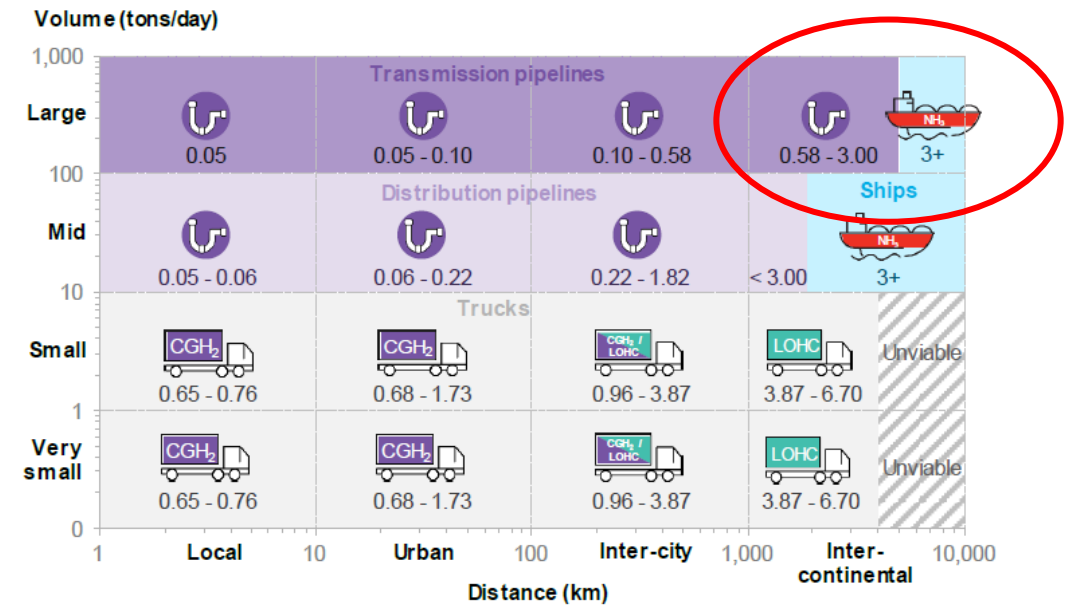 Volume (tons/day)
1,000
Transmission pipelines
Large
NH₃
0.05
0.05 - 0.10
0.10 - 0.58
0.58 - 3.00
3+
100
Distribution pipelines
Ships
Mid
NH₃
0.05 - 0.06
0.06 - 0.22
0.22 - 1.82
< 3.00
3+
10
Trucks
Small
CGH₂
CGH₂
CGH₂ /
LOHC
LOHC
Unviable
0.65 - 0.76
0.68 - 1.73
0.96 - 3.87
3.87 - 6.70
1
Very
small
CGH₂
CGH₂
CGH₂ /
LOHC
LOHC
Unviable
0.65 - 0.76
0.68 - 1.73
0.96 - 3.87
3.87 - 6.70
0
1
Local
10
Urban
100
Inter-city
1,000
Inter-
continental
10,000
Distance (km)